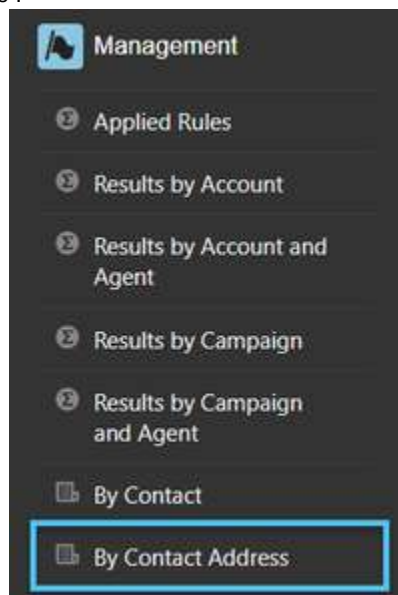 Management
Applied Rules
Results by Account
Results by Account and
Agent
Results by Campaign
Results by Campaign
and Agent
By Contact
By Contact Address